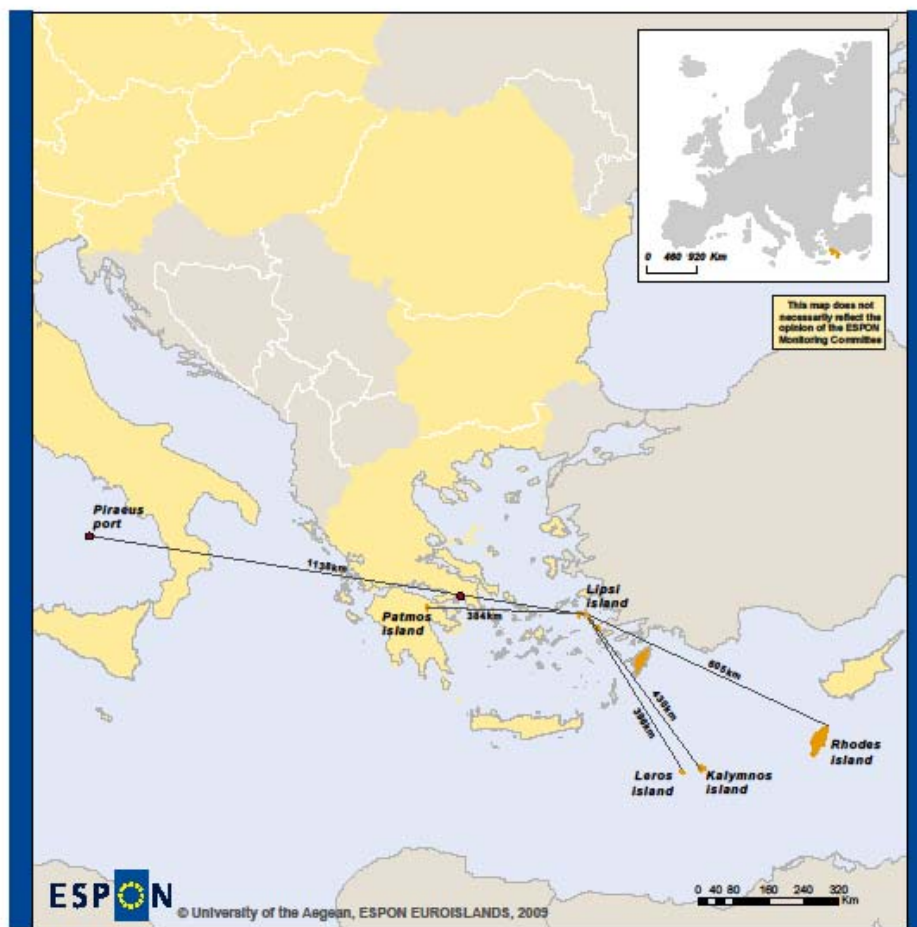 0 460 920 Km
This map does not
necessarily reflect the
opinion of the ESPON
Monitoring Committee
Piraeus
port
1138km
Lipsi
island
Patmos
island
384km
605km
430km
396km
Rhodes
island
Leros
island
Kalymnos
island
ESPON
© University of the Aegean, ESPON EUROISLANDS, 2009
0 40 80 160 240 320
Km